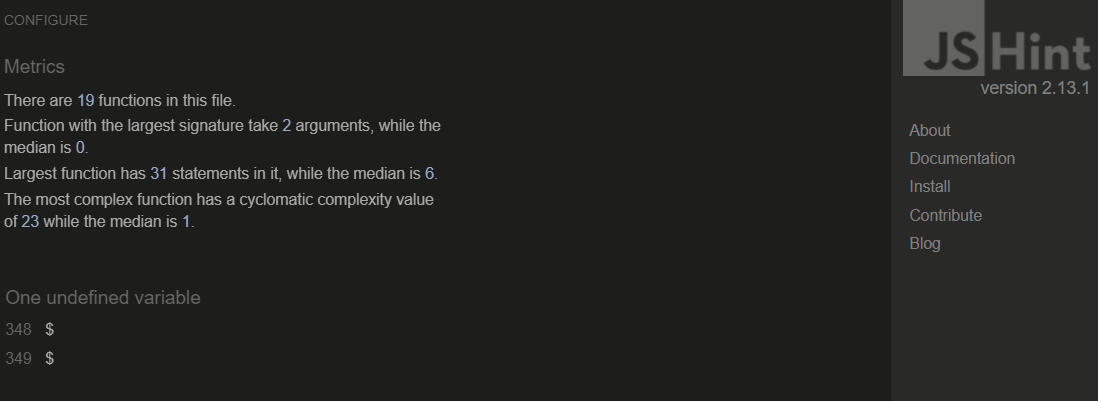 CONFIGURE
Metrics
There are 19 functions in this file.
Function with the largest signature take 2 arguments, while the
median is 0.
Largest function has 31 statements in it, while the median is 6.
The most complex function has a cyclomatic complexity value
of 23 while the median is 1.
One undefined variable
348 $
349 $
JSHint
version 2.13.1
About
Documentation
Install
Contribute
Blog